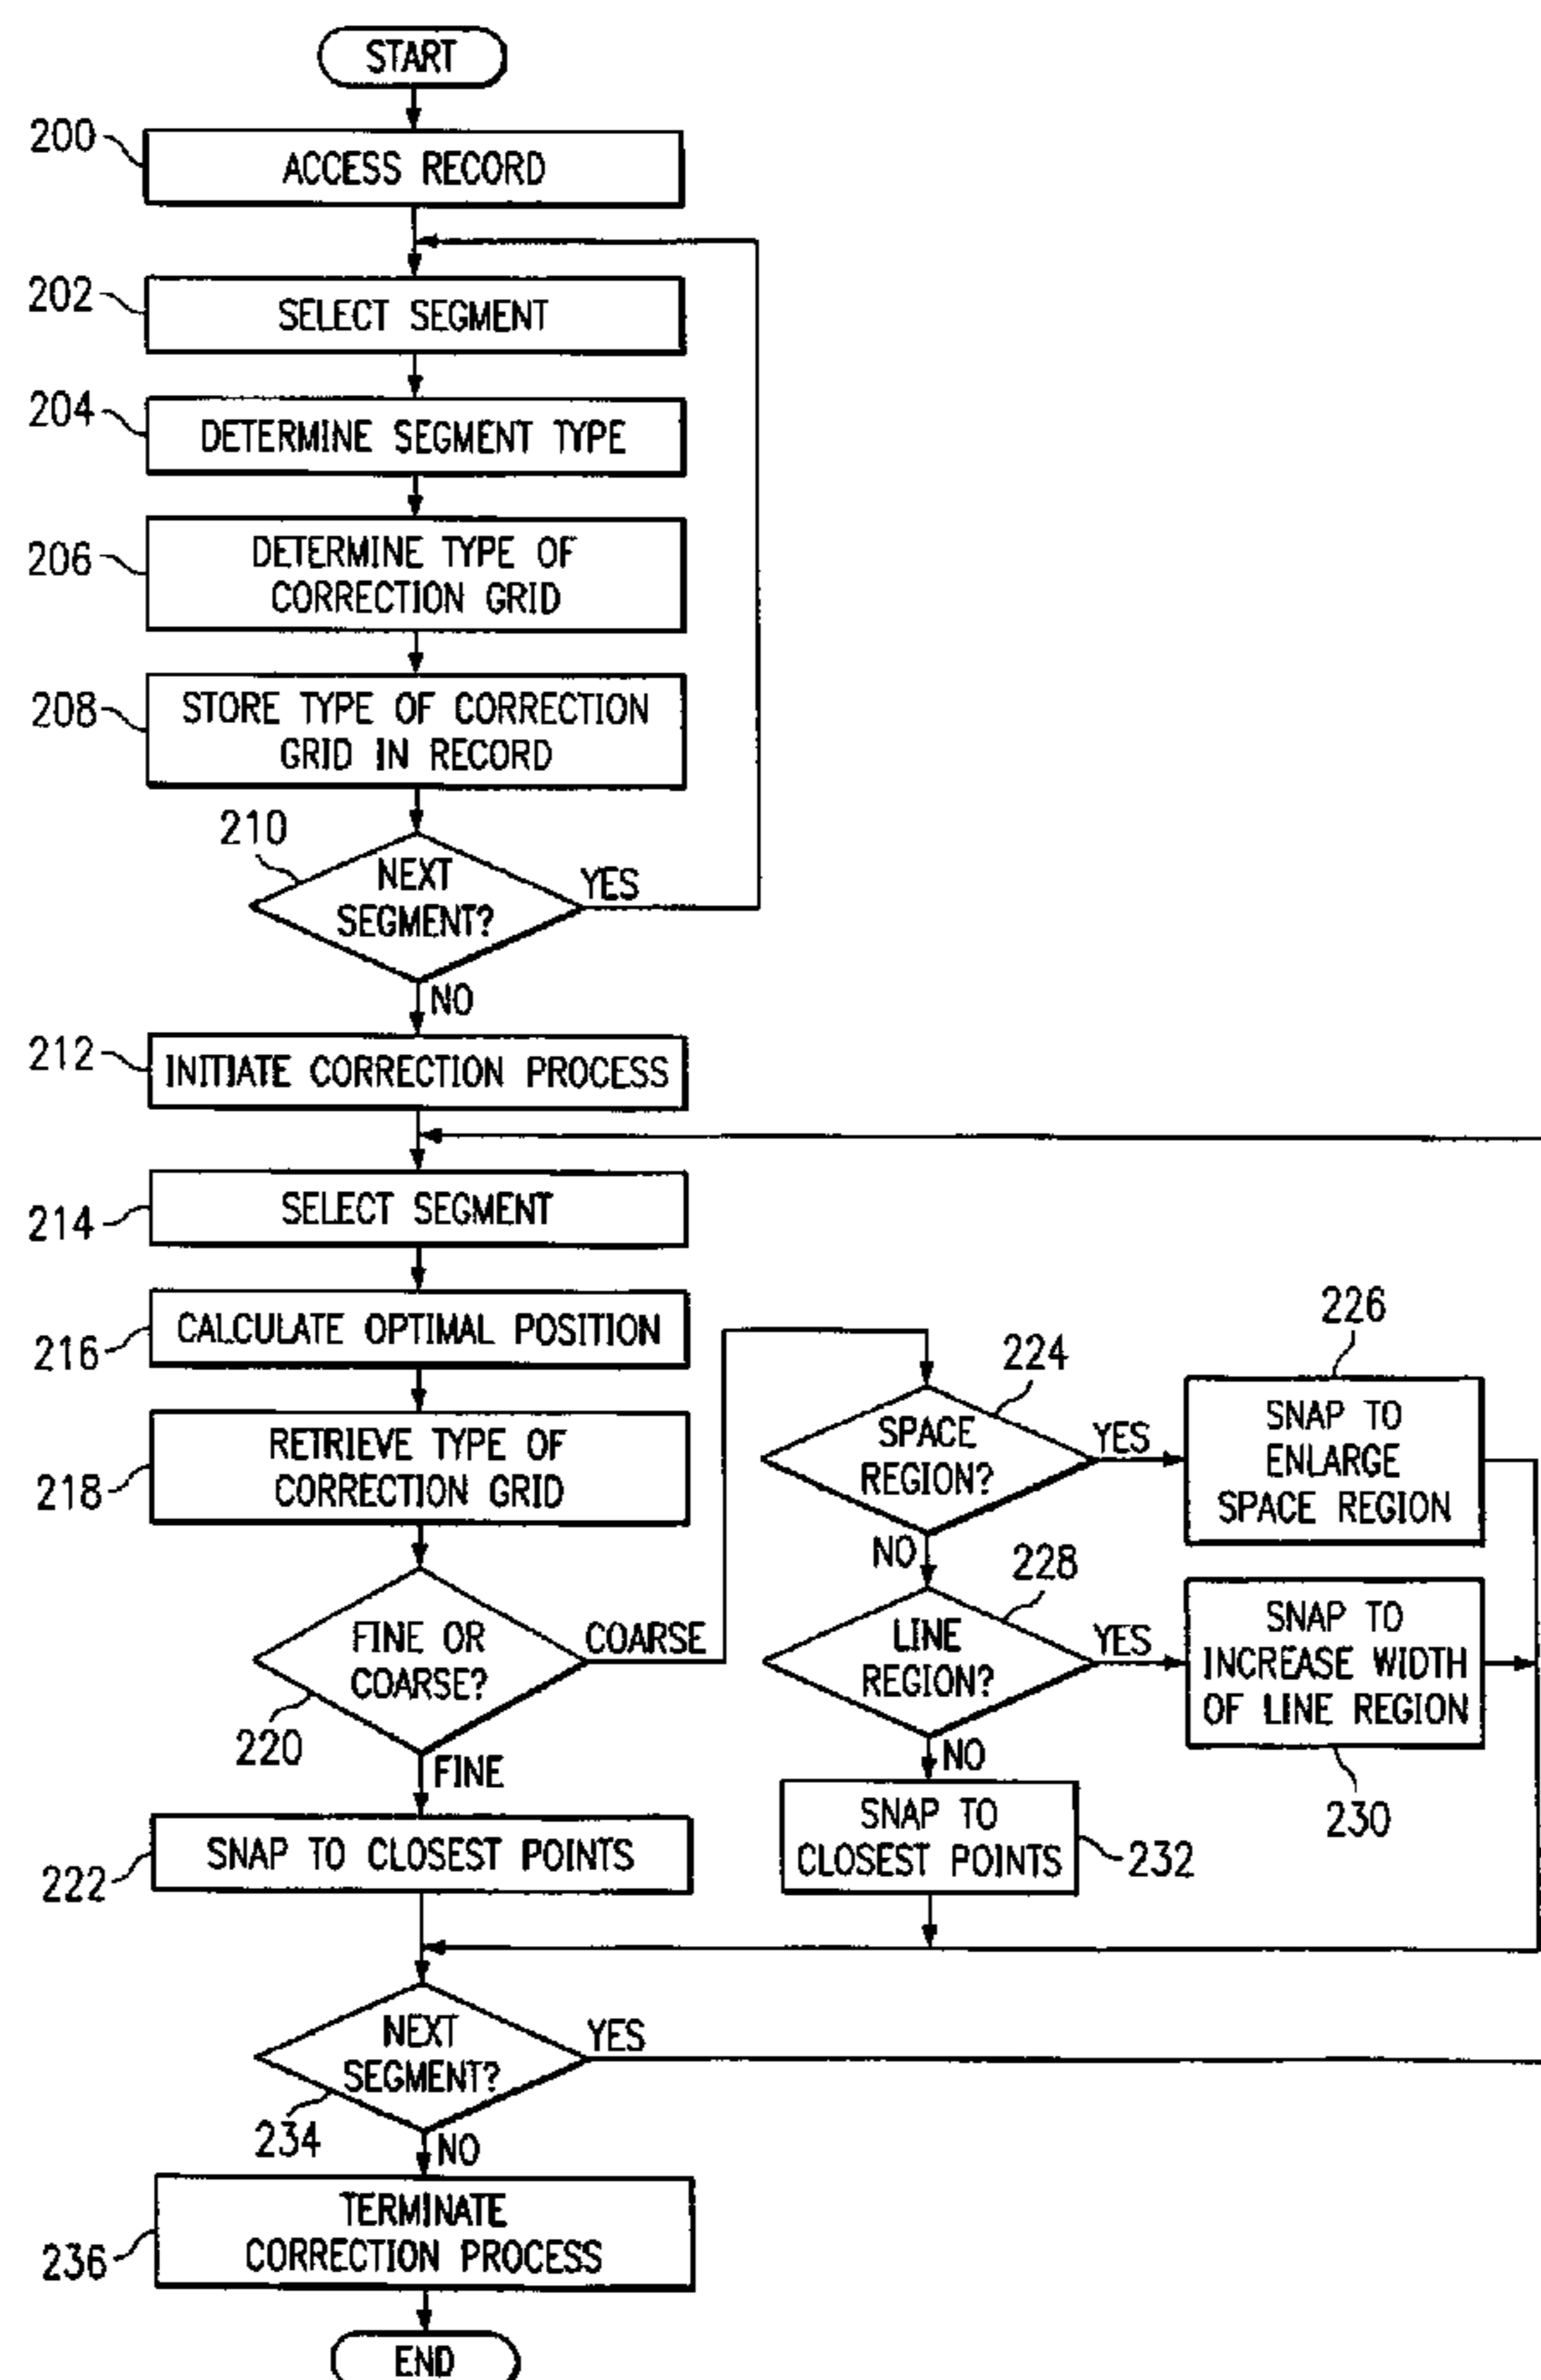 START
200
ACCESS RECORD
202
SELECT SEGMENT
204
DETERMINE SEGMENT TYPE
206
DETERMINE TYPE OF
CORRECTION GRID
208
STORE TYPE OF CORRECTION
GRID IN RECORD
210
NEXT
SEGMENT?
YES
NO
212
INITIATE CORRECTION PROCESS
214
SELECT SEGMENT
216
CALCULATE OPTIMAL POSITION
218
RETRIEVE TYPE OF
CORRECTION GRID
FINE OR
COARSE?
COARSE
220
FINE
222
SNAP TO CLOSEST POINTS
224
SPACE
REGION?
YES
226
SNAP TO
ENLARGE
SPACE REGION
NO
228
LINE
REGION?
YES
SNAP TO
INCREASE WIDTH
OF LINE REGION
230
NO
SNAP TO
CLOSEST POINTS
232
NEXT
SEGMENT?
YES
234
NO
236
TERMINATE
CORRECTION PROCESS
END